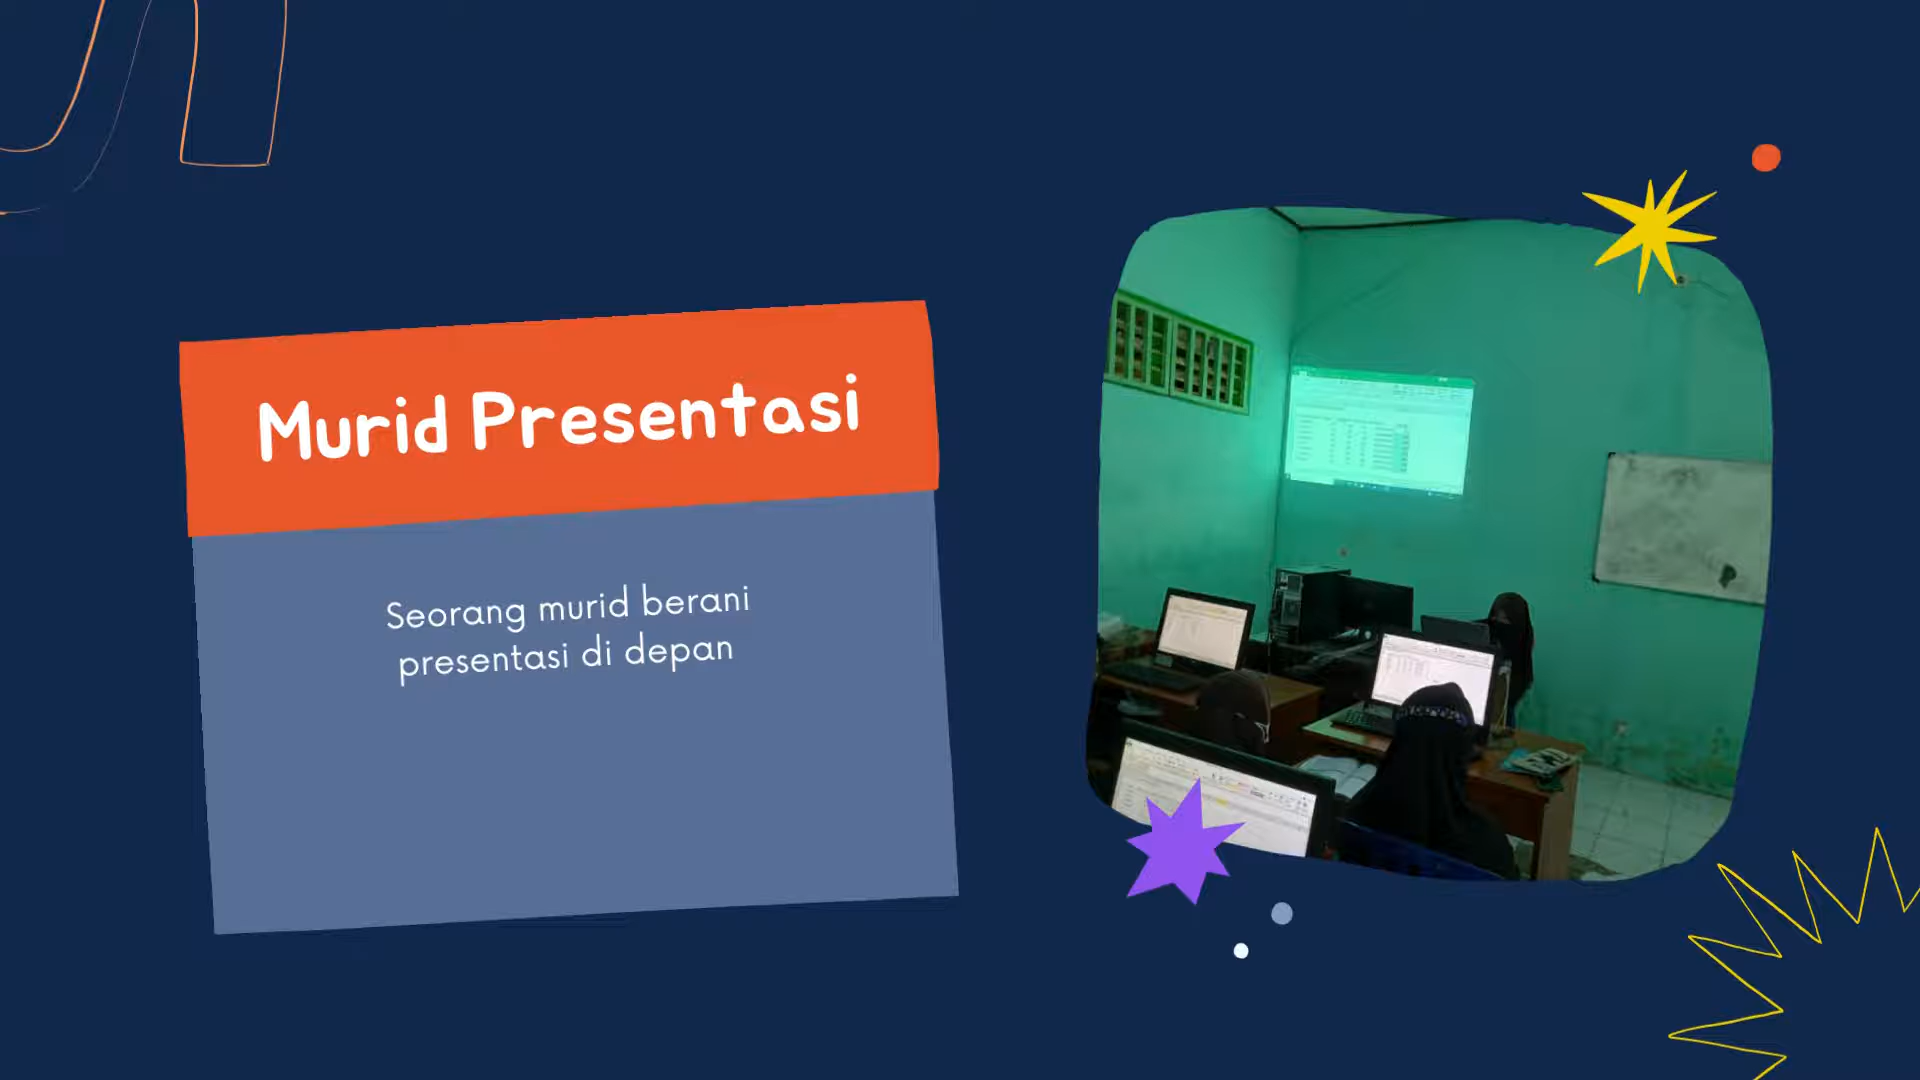 Murid Presentasi
Seorang murid berani
presentasi di depan